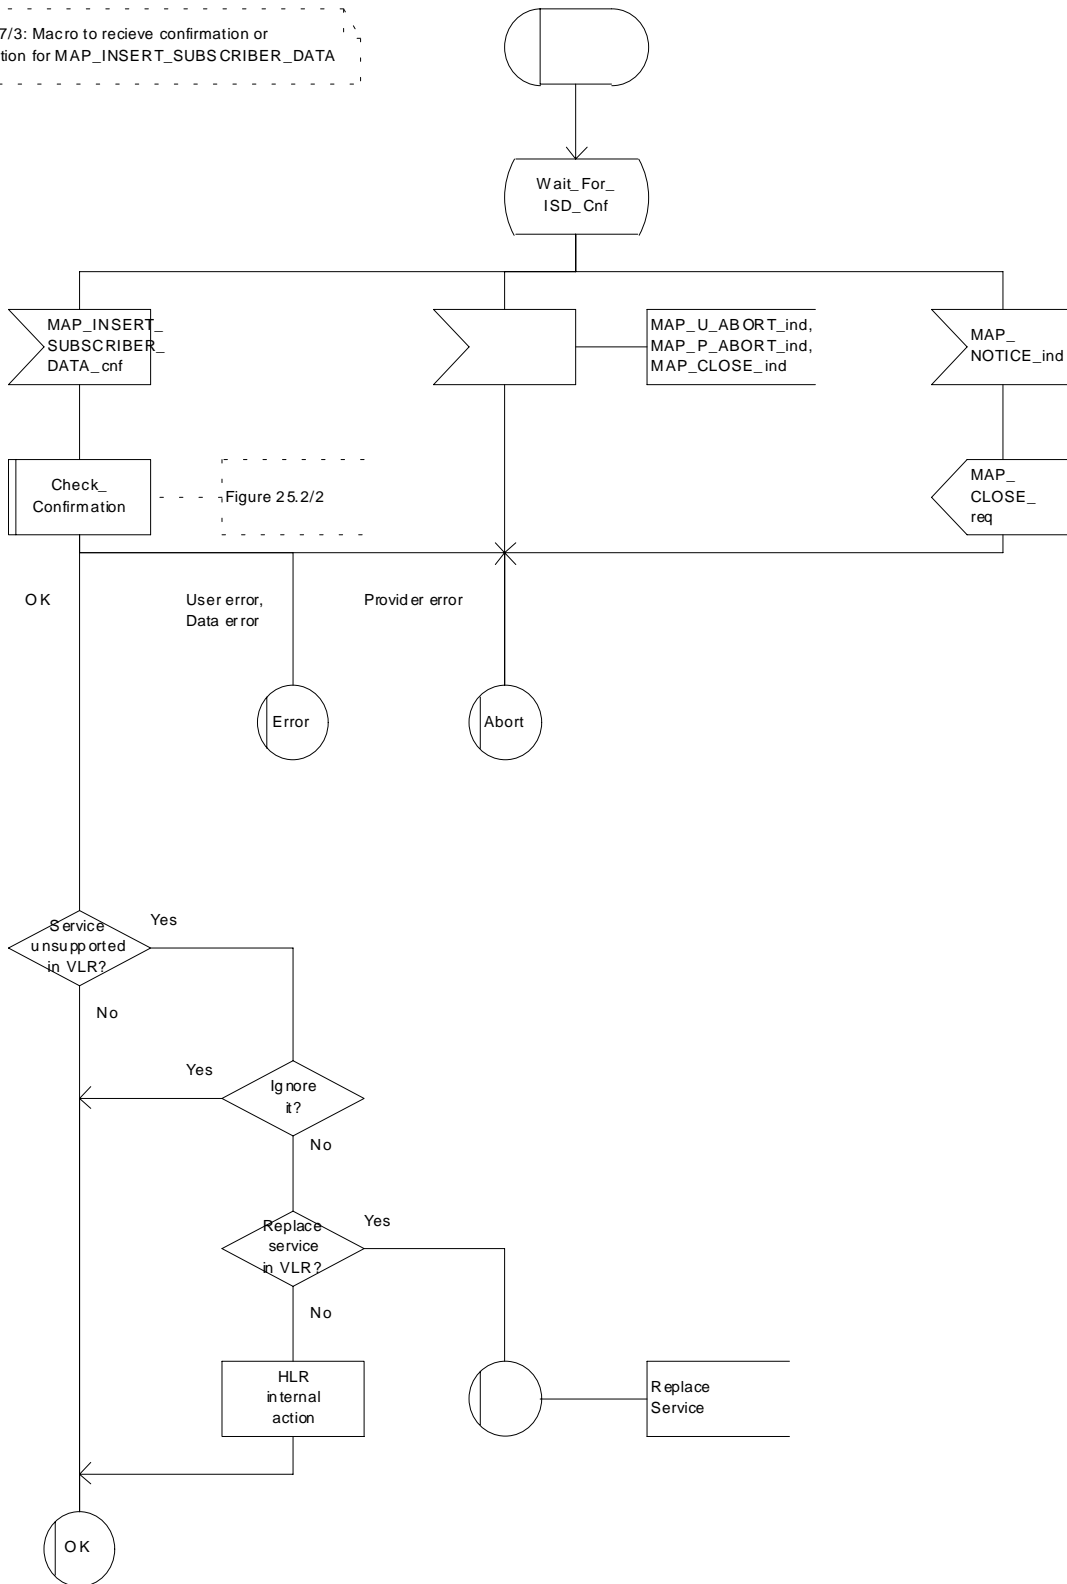 7/3: Macro to recieve confirmation or
tion for MAP_INSERT_SUBSCRIBER_DATA
Wait_For_
ISD_Cnf
MAP_INSERT_
SUBSCRIBER_
DATA_cnf
MAP_U_ABORT_ind,
MAP_P_ABORT_ind,
MAP_CLOSE_ind
MAP_
NOTICE_ind
Check_
Confirmation
Figure 25.2/2
MAP_
CLOSE_
req
OK
User error,
Data error
Provider error
Error
Abort
Service
unsupported
in VLR?
Yes
No
Yes
Ignore
it?
No
Replace
service
in VLR?
Yes
No
HLR
internal
action
Replace
Service
OK